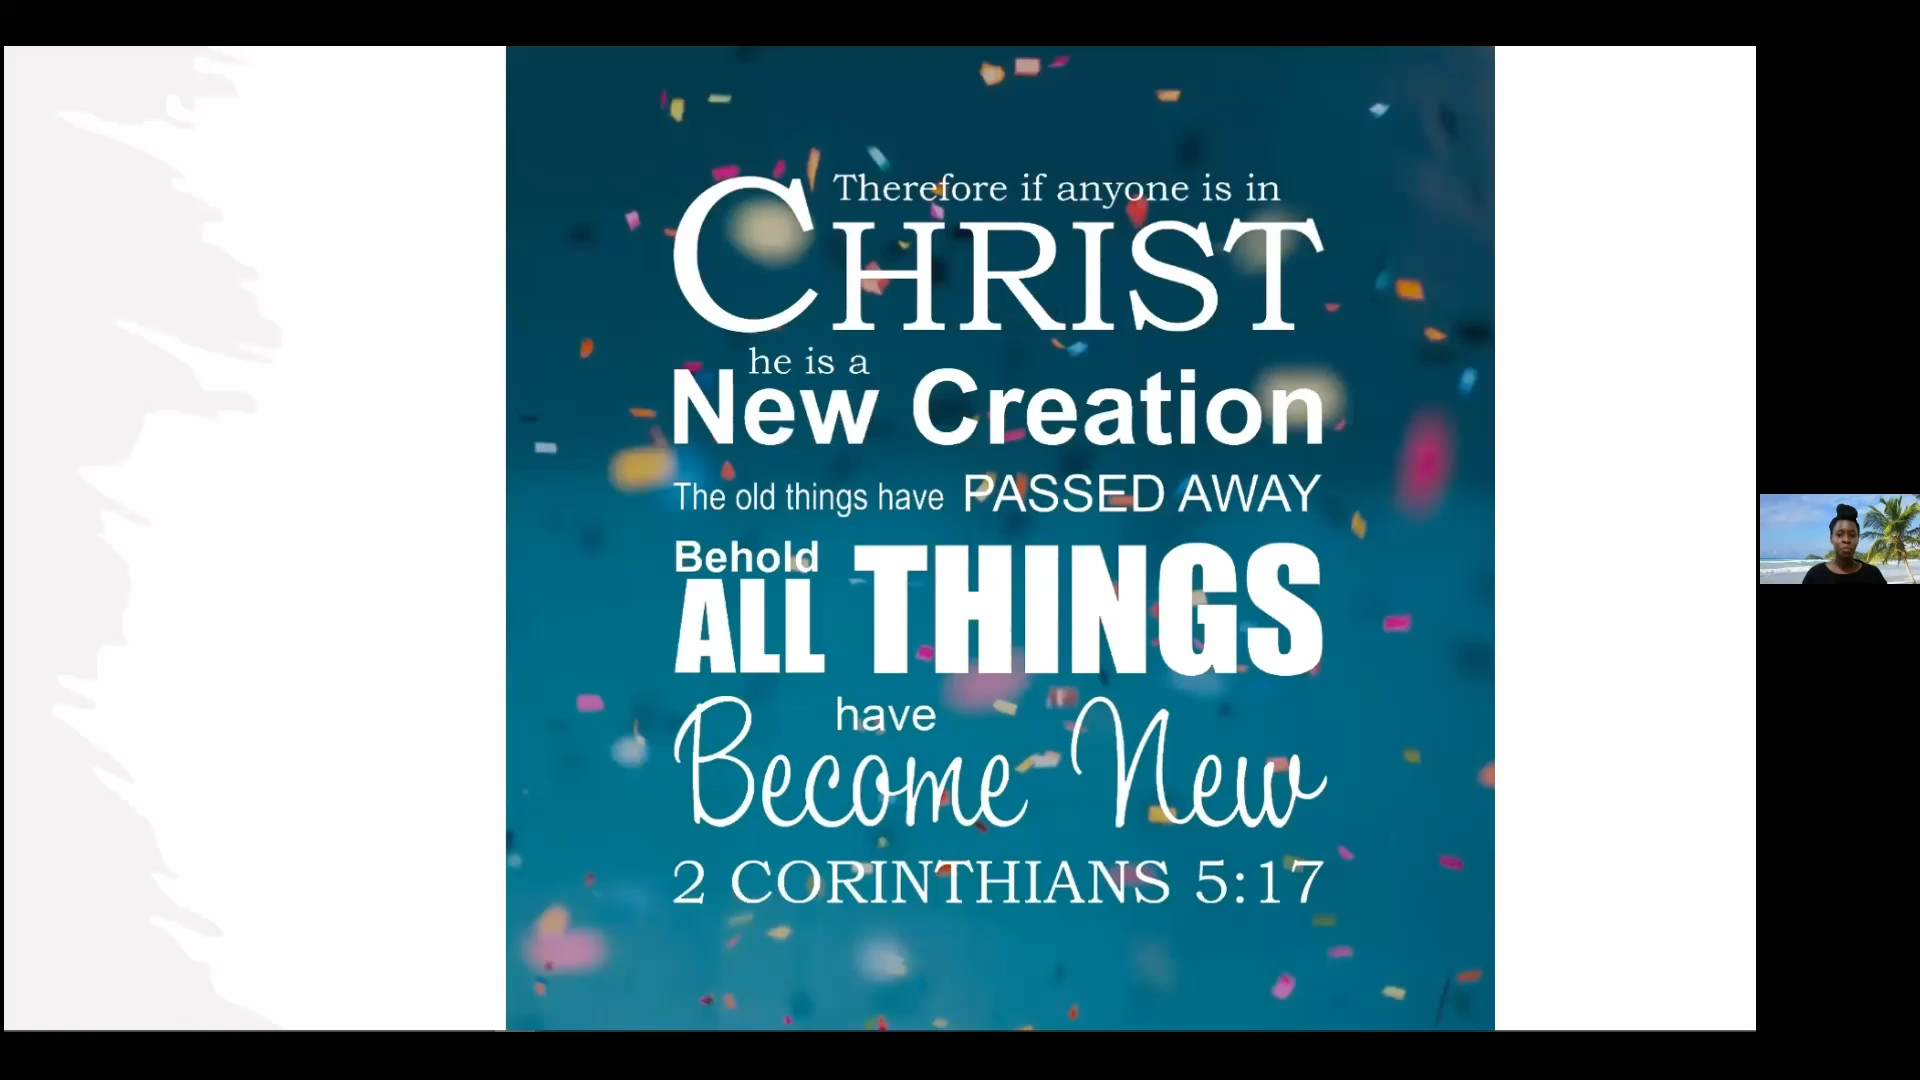 Therefore if anyone is in
CHRIST
he is a
New Creation
The old things have PASSED AWAY
Behold
ALL THINGS
have
Become New
2 CORINTHIANS 5:17